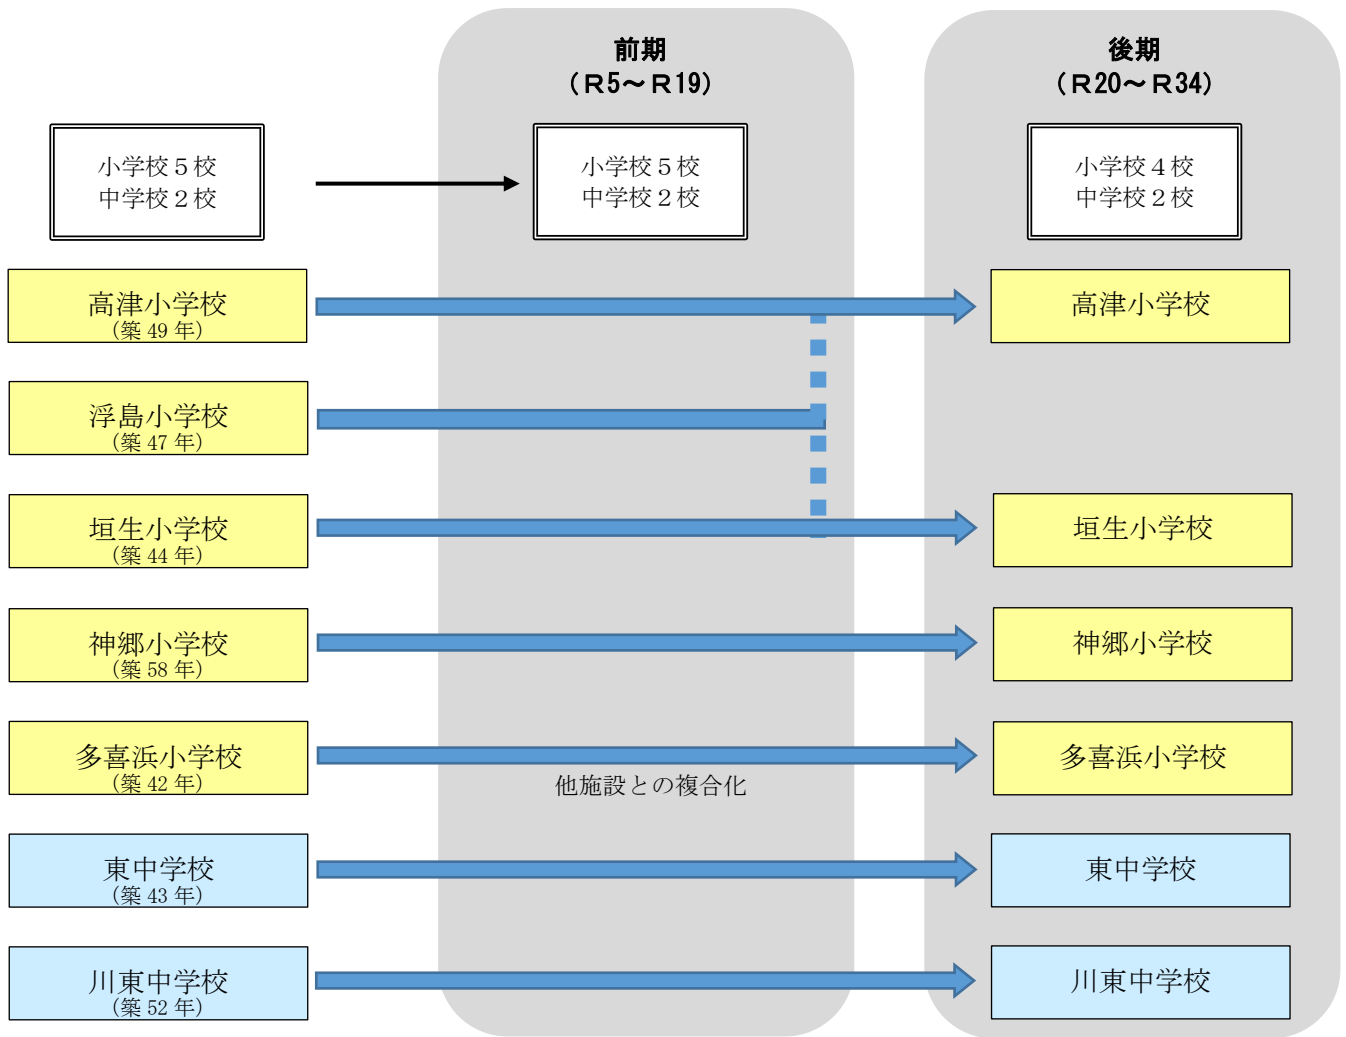 前期
（Ｒ5～Ｒ19）
後期
（Ｒ20～Ｒ34）
小学校５校
中学校２校
小学校５校
中学校２校
小学校４校
中学校２校
高津小学校
（築 49 年）
高津小学校
浮島小学校
（築 47 年）
垣生小学校
（築 44 年）
垣生小学校
神郷小学校
（築 58 年）
神郷小学校
多喜浜小学校
（築 42 年）
多喜浜小学校
他施設との複合化
東中学校
（築 43 年）
東中学校
川東中学校
（築 52 年）
川東中学校